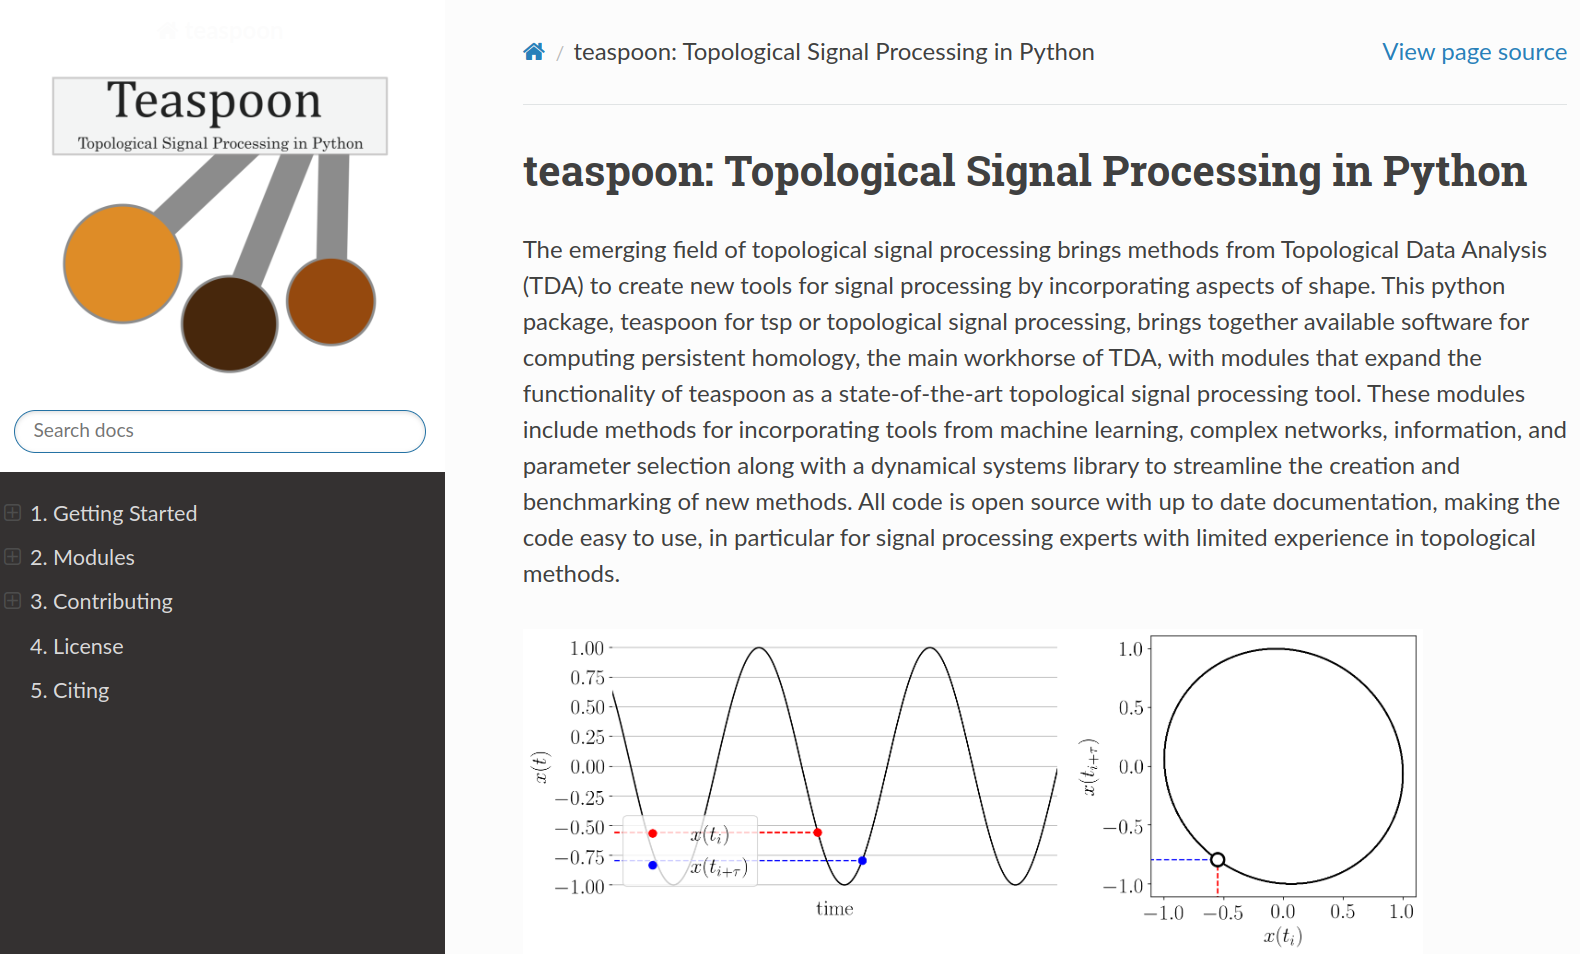 teaspoon
Teaspoon
Topological Signal Processing in Python
Search docs
1. Getting Started
2. Modules
3. Contributing
4. License
5. Citing
/ teaspoon: Topological Signal Processing in Python
View page source
teaspoon: Topological Signal Processing in Python
The emerging field of topological signal processing brings methods from Topological Data Analysis
(TDA) to create new tools for signal processing by incorporating aspects of shape. This python
package, teaspoon for tsp or topological signal processing, brings together available software for
computing persistent homology, the main workhorse of TDA, with modules that expand the
functionality of teaspoon as a state-of-the-art topological signal processing tool. These modules
include methods for incorporating tools from machine learning, complex networks, information, and
parameter selection along with a dynamical systems library to streamline the creation and
benchmarking of new methods. All code is open source with up to date documentation, making the
code easy to use, in particular for signal processing experts with limited experience in topological
methods.
1.00
0.75
0.50
0.25
0.00
−0.25
−0.50
−0.75
−1.00
x(t)
x(tᵢ)
x(tᵢ₊τ)
time
1.0
0.5
0.0
−0.5
−1.0
x(tᵢ₊τ)
−1.0 −0.5 0.0 0.5 1.0
x(tᵢ)